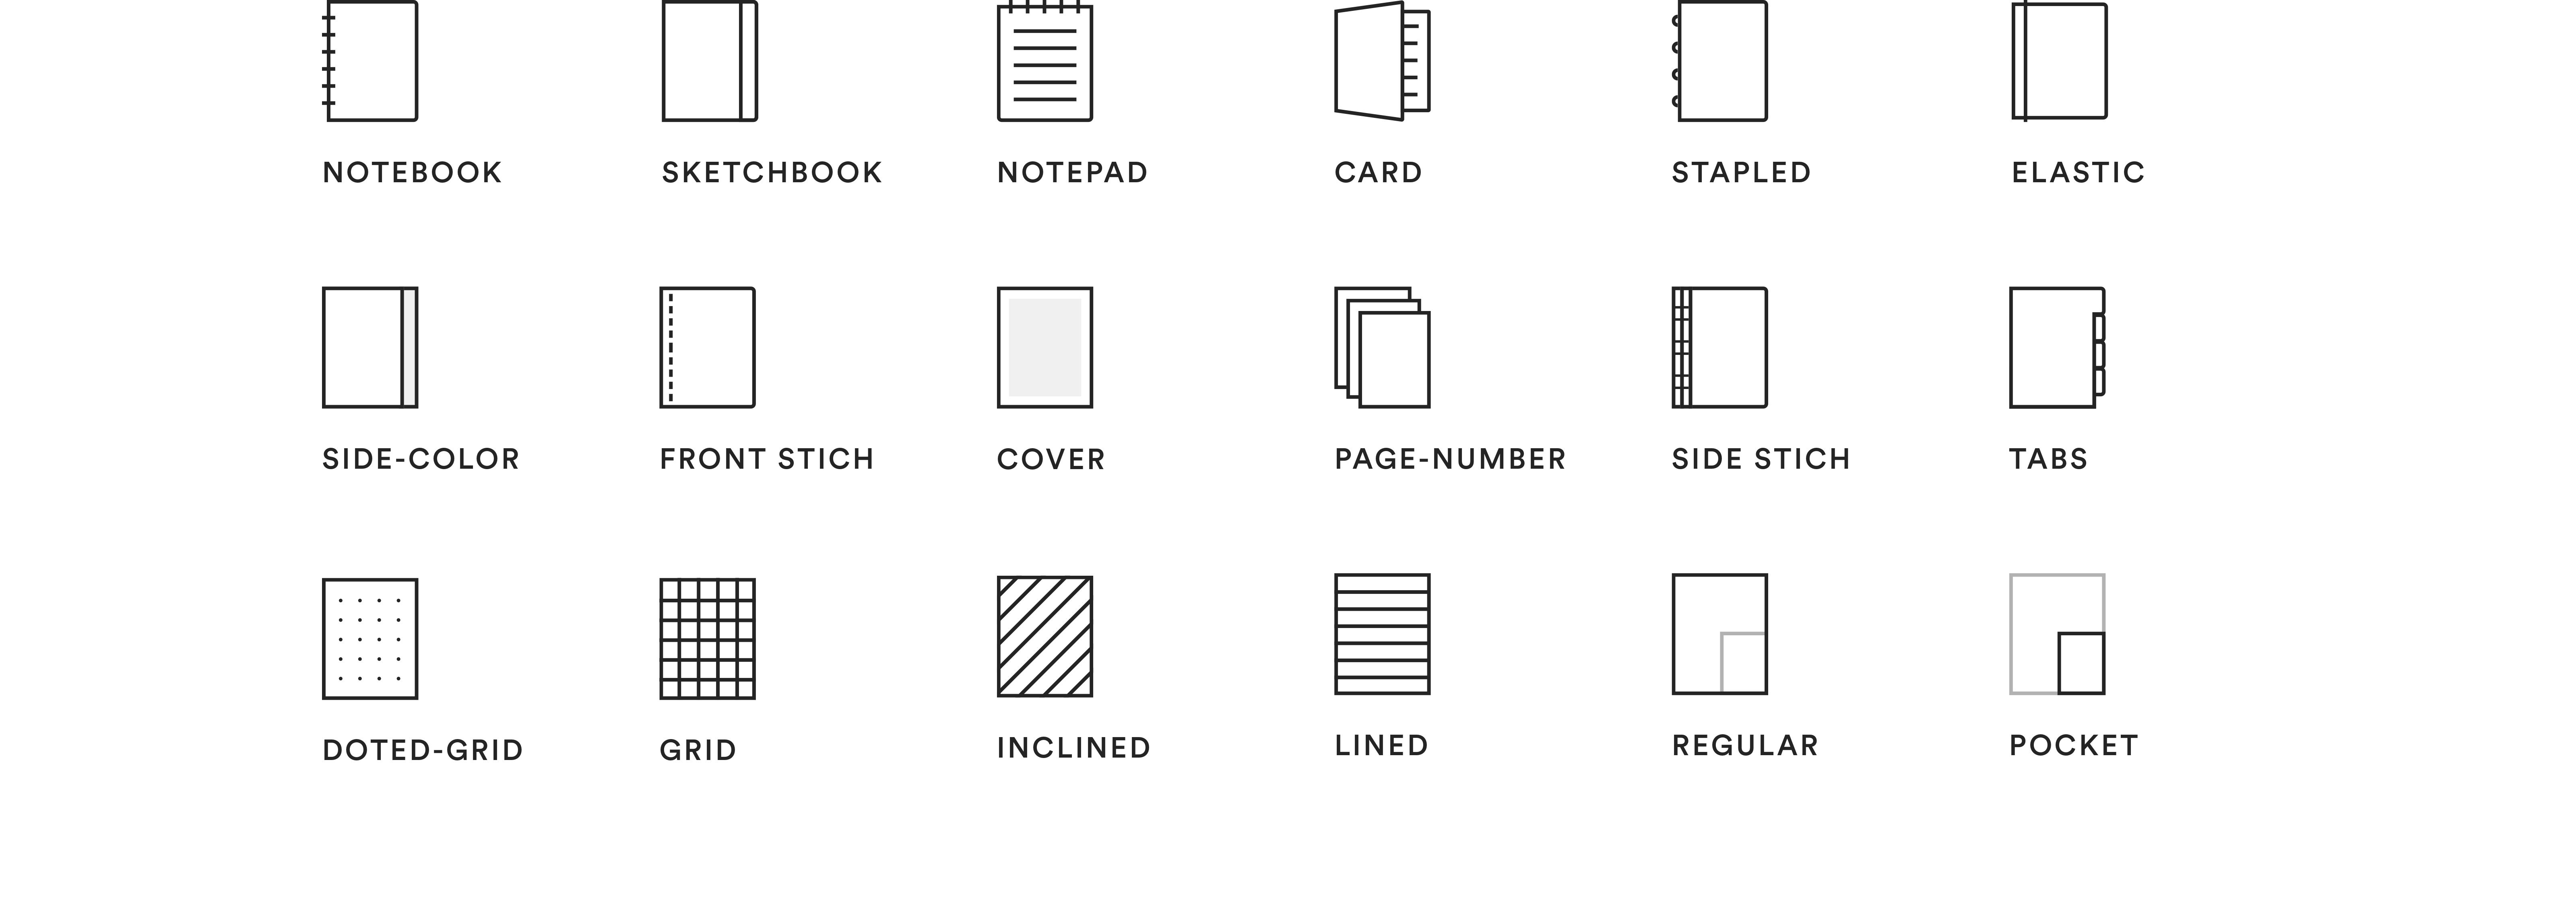 NOTEBOOK
SKETCHBOOK
NOTEPAD
CARD
STAPLED
ELASTIC
SIDE-COLOR
FRONT STICH
COVER
PAGE-NUMBER
SIDE STICH
TABS
DOTED-GRID
GRID
INCLINED
LINED
REGULAR
POCKET